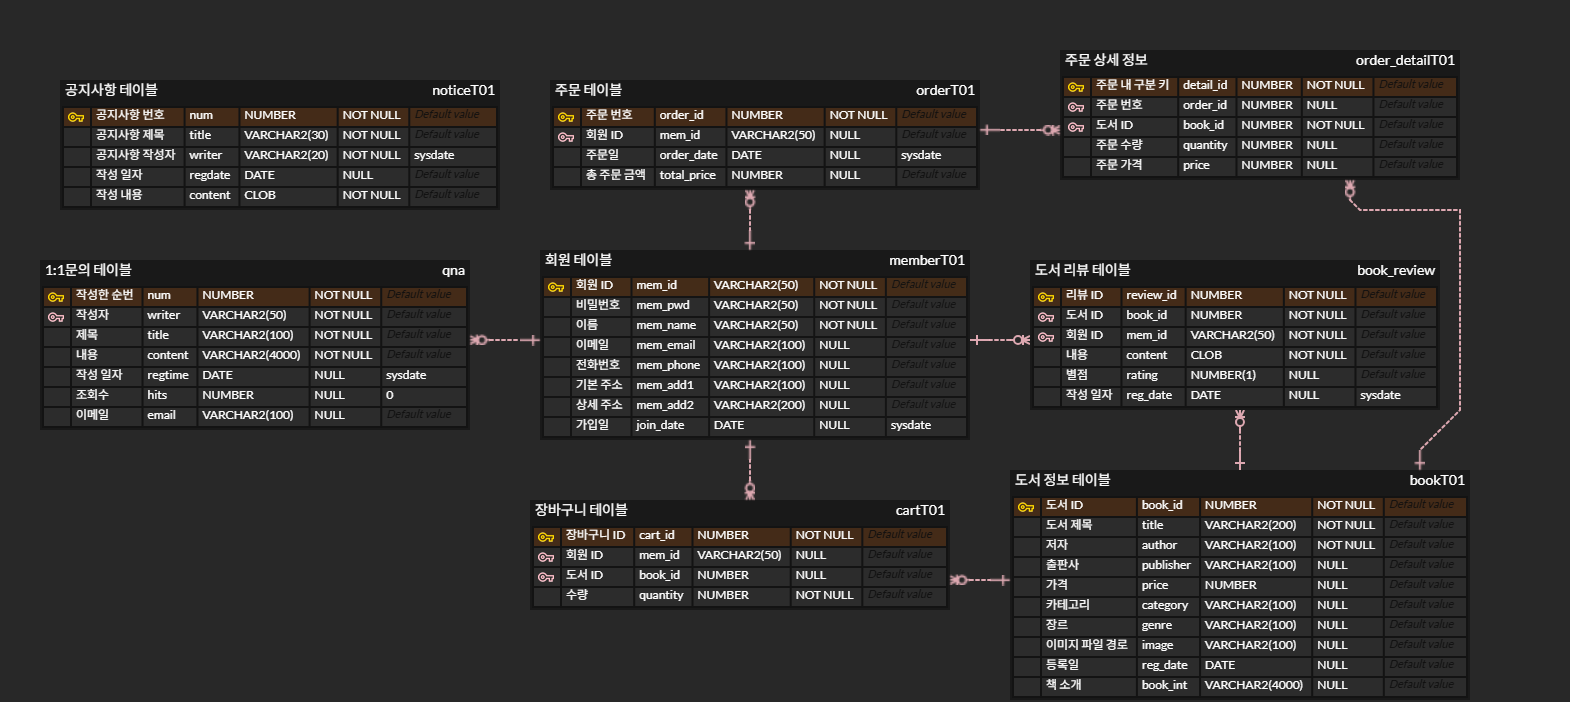 공지사항 테이블 noticeT01
공지사항 번호 num NUMBER NOT NULL Default value
공지사항 제목 title VARCHAR2(30) NOT NULL Default value
공지사항 작성자 writer VARCHAR2(20) NOT NULL sysdate
작성 일자 regdate DATE NULL Default value
작성 내용 content CLOB NOT NULL Default value
주문 테이블 orderT01
주문 번호 order_id NUMBER NOT NULL Default value
회원 ID mem_id VARCHAR2(50) NULL Default value
주문일 order_date DATE NULL sysdate
총 주문 금액 total_price NUMBER NULL Default value
주문 상세 정보 order_detailT01
주문 내 구분 키 detail_id NUMBER NOT NULL Default value
주문 번호 order_id NUMBER NULL Default value
도서 ID book_id NUMBER NOT NULL Default value
주문 수량 quantity NUMBER NULL Default value
주문 가격 price NUMBER NULL Default value
1:1문의 테이블 qna
작성한 순번 num NUMBER NOT NULL Default value
작성자 writer VARCHAR2(50) NOT NULL Default value
제목 title VARCHAR2(100) NOT NULL Default value
내용 content VARCHAR2(4000) NOT NULL Default value
작성 일자 regtime DATE NULL sysdate
조회수 hits NUMBER NULL 0
이메일 email VARCHAR2(100) NULL Default value
회원 테이블 memberT01
회원 ID mem_id VARCHAR2(50) NOT NULL Default value
비밀번호 mem_pwd VARCHAR2(50) NOT NULL Default value
이름 mem_name VARCHAR2(50) NOT NULL Default value
이메일 mem_email VARCHAR2(100) NULL Default value
전화번호 mem_phone VARCHAR2(100) NULL Default value
기본 주소 mem_add1 VARCHAR2(100) NULL Default value
상세 주소 mem_add2 VARCHAR2(200) NULL Default value
가입일 join_date DATE NULL sysdate
도서 리뷰 테이블 book_review
리뷰 ID review_id NUMBER NOT NULL Default value
도서 ID book_id NUMBER NOT NULL Default value
회원 ID mem_id VARCHAR2(50) NOT NULL Default value
내용 content CLOB NOT NULL Default value
별점 rating NUMBER(1) NULL Default value
작성 일자 reg_date DATE NULL sysdate
장바구니 테이블 cartT01
장바구니 ID cart_id NUMBER NOT NULL Default value
회원 ID mem_id VARCHAR2(50) NULL Default value
도서 ID book_id NUMBER NULL Default value
수량 quantity NUMBER NOT NULL Default value
도서 정보 테이블 bookT01
도서 ID book_id NUMBER NOT NULL Default value
도서 제목 title VARCHAR2(200) NOT NULL Default value
저자 author VARCHAR2(100) NOT NULL Default value
출판사 publisher VARCHAR2(100) NULL Default value
가격 price NUMBER NULL Default value
카테고리 category VARCHAR2(100) NULL Default value
장르 genre VARCHAR2(100) NULL Default value
이미지 파일 경로 image VARCHAR2(100) NULL Default value
등록일 reg_date DATE NULL Default value
책 소개 book_int VARCHAR2(4000) NULL Default value